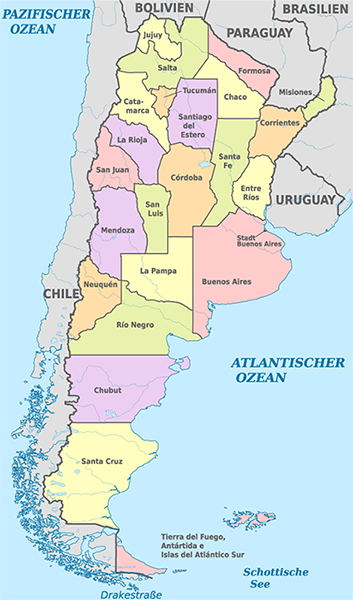 BOLIVIEN
BRASILIEN
PAZIFISCHER
OZEAN
PARAGUAY
Jujuy
Salta
Formosa
Tucumán
Misiones
Cata-
marca
Chaco
Santiago
del
Estero
Corrientes
La Rioja
Santa
Fe
San Juan
Córdoba
Entre
Ríos
San
Luis
URUGUAY
Mendoza
Stadt
Buenos Aires
La Pampa
Buenos Aires
Neuquén
CHILE
Río Negro
ATLANTISCHER
OZEAN
Chubut
Santa Cruz
Tierra del Fuego,
Antártida e
Islas del Atlántico Sur
Schottische
See
Drakestraße